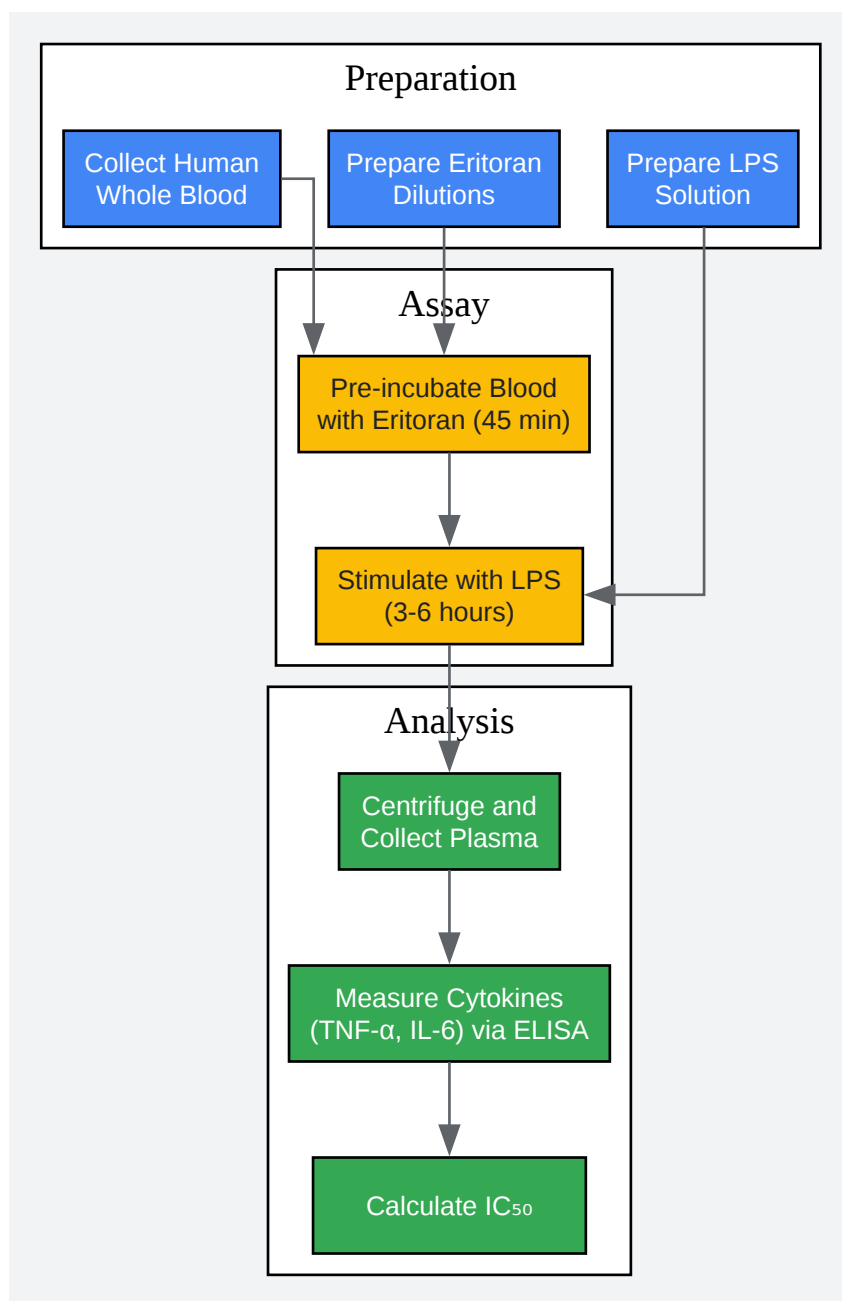 Preparation
Collect Human
Whole Blood
Prepare Eritoran
Dilutions
Prepare LPS
Solution
Assay
Pre-incubate Blood
with Eritoran (45 min)
Stimulate with LPS
(3-6 hours)
Analysis
Centrifuge and
Collect Plasma
Measure Cytokines
(TNF-α, IL-6) via ELISA
Calculate IC₅₀